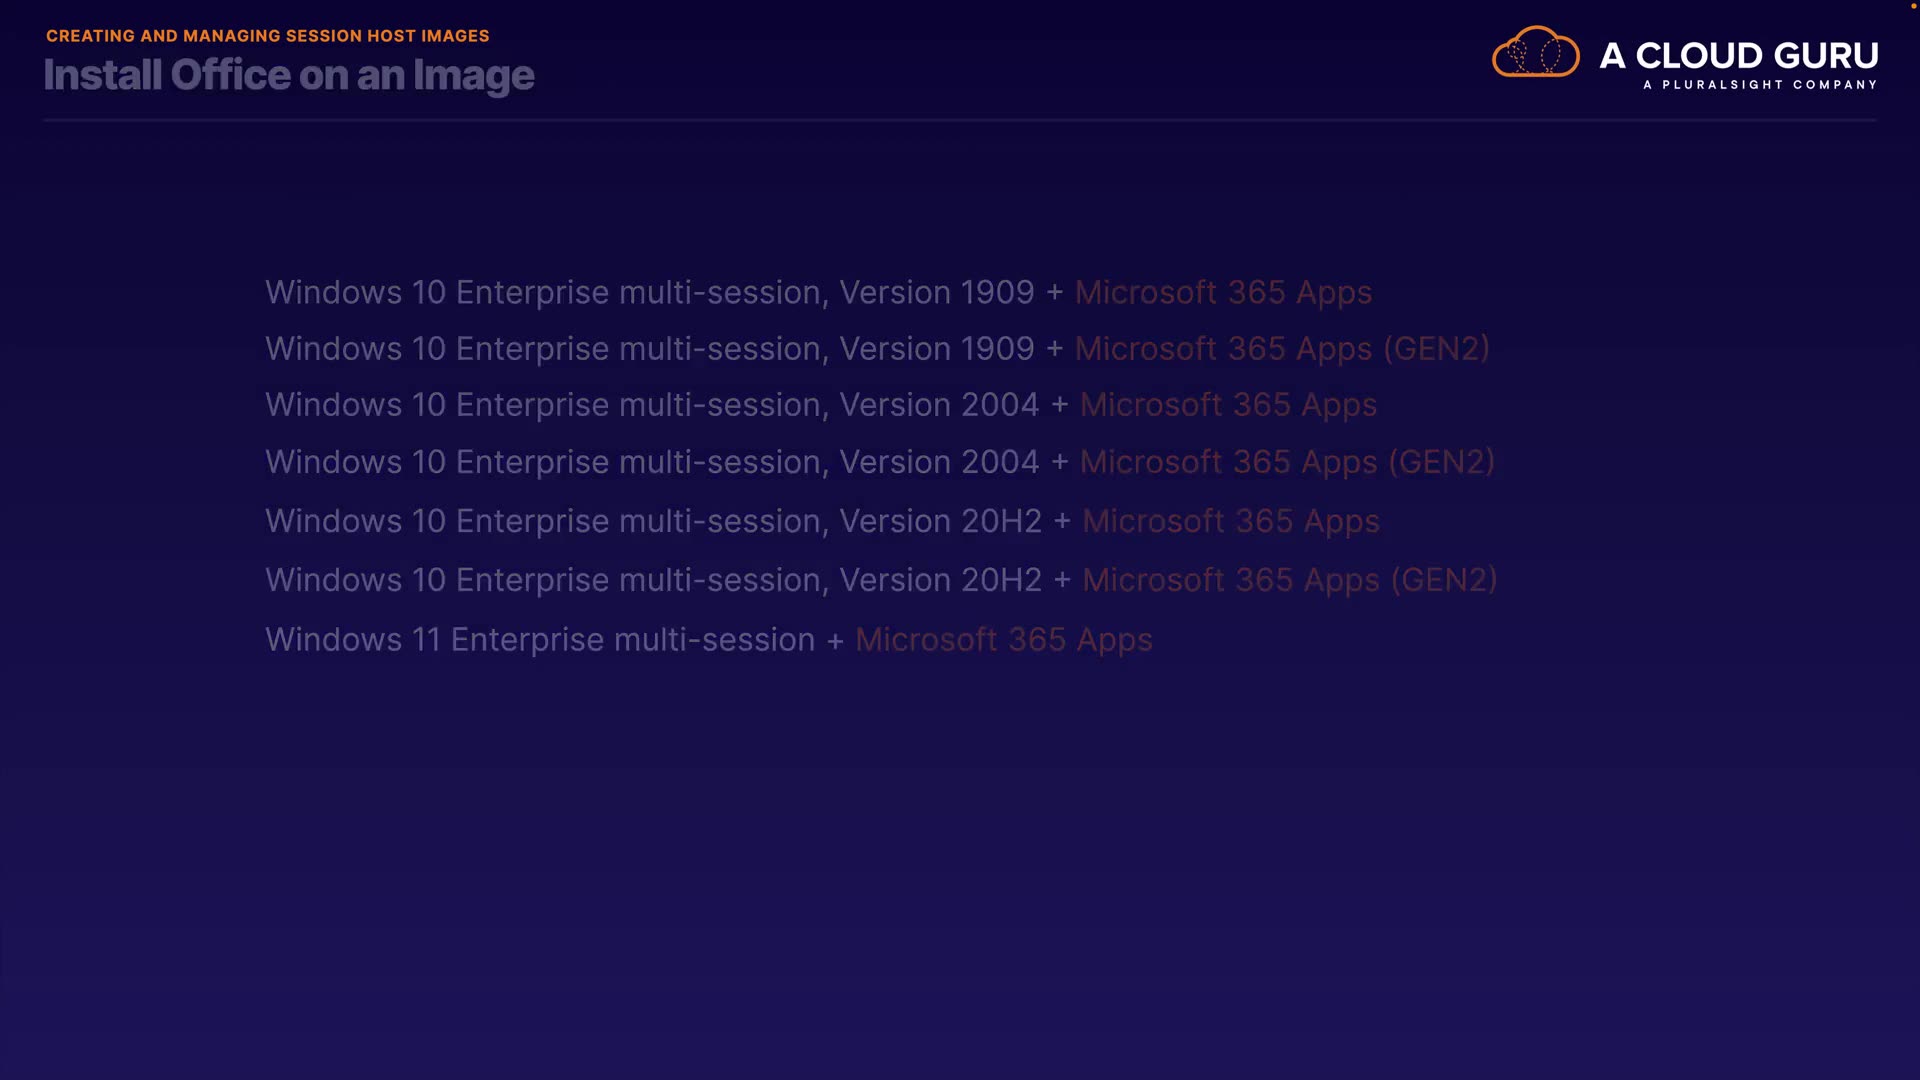 CREATING AND MANAGING SESSION HOST IMAGES
Install Office on an Image
A CLOUD GURU
A PLURALSIGHT COMPANY
Windows 10 Enterprise multi-session, Version 1909 + Microsoft 365 Apps
Windows 10 Enterprise multi-session, Version 1909 + Microsoft 365 Apps (GEN2)
Windows 10 Enterprise multi-session, Version 2004 + Microsoft 365 Apps
Windows 10 Enterprise multi-session, Version 2004 + Microsoft 365 Apps (GEN2)
Windows 10 Enterprise multi-session, Version 20H2 + Microsoft 365 Apps
Windows 10 Enterprise multi-session, Version 20H2 + Microsoft 365 Apps (GEN2)
Windows 11 Enterprise multi-session + Microsoft 365 Apps